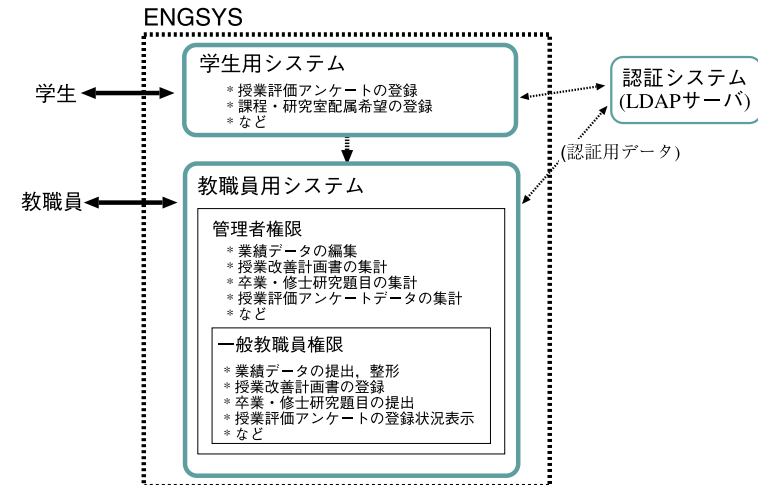 ENGSYS
学生用システム
* 授業評価アンケートの登録
* 課程・研究室配属希望の登録
* など
学生
認証システム
(LDAPサーバ)
(認証用データ)
教職員
教職員用システム
管理者権限
* 業績データの編集
* 授業改善計画書の集計
* 卒業・修士研究題目の集計
* 授業評価アンケートデータの集計
* など
一般教職員権限
* 業績データの提出，整形
* 授業改善計画書の登録
* 卒業・修士研究題目の提出
* 授業評価アンケートの登録状況表示
* など